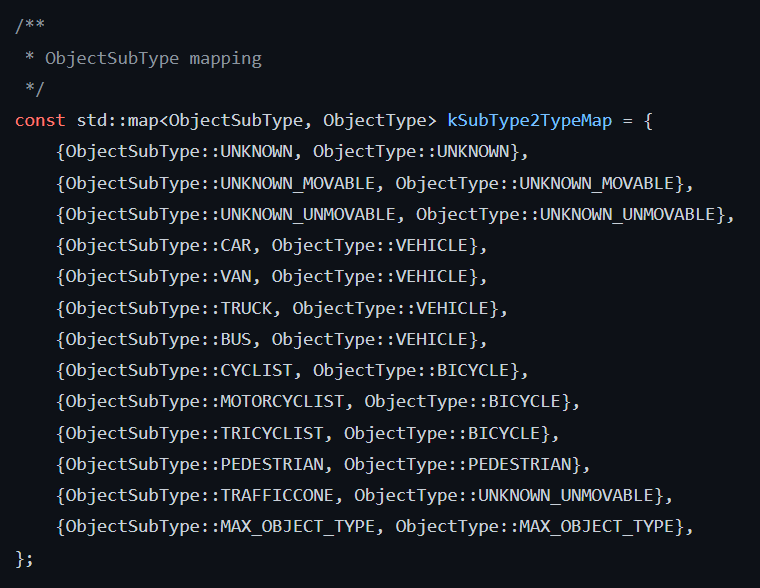 /**
 * ObjectSubType mapping
 */
const std::map<ObjectSubType, ObjectType> kSubType2TypeMap = {
    {ObjectSubType::UNKNOWN, ObjectType::UNKNOWN},
    {ObjectSubType::UNKNOWN_MOVABLE, ObjectType::UNKNOWN_MOVABLE},
    {ObjectSubType::UNKNOWN_UNMOVABLE, ObjectType::UNKNOWN_UNMOVABLE},
    {ObjectSubType::CAR, ObjectType::VEHICLE},
    {ObjectSubType::VAN, ObjectType::VEHICLE},
    {ObjectSubType::TRUCK, ObjectType::VEHICLE},
    {ObjectSubType::BUS, ObjectType::VEHICLE},
    {ObjectSubType::CYCLIST, ObjectType::BICYCLE},
    {ObjectSubType::MOTORCYCLIST, ObjectType::BICYCLE},
    {ObjectSubType::TRICYCLIST, ObjectType::BICYCLE},
    {ObjectSubType::PEDESTRIAN, ObjectType::PEDESTRIAN},
    {ObjectSubType::TRAFFICCONE, ObjectType::UNKNOWN_UNMOVABLE},
    {ObjectSubType::MAX_OBJECT_TYPE, ObjectType::MAX_OBJECT_TYPE},
};